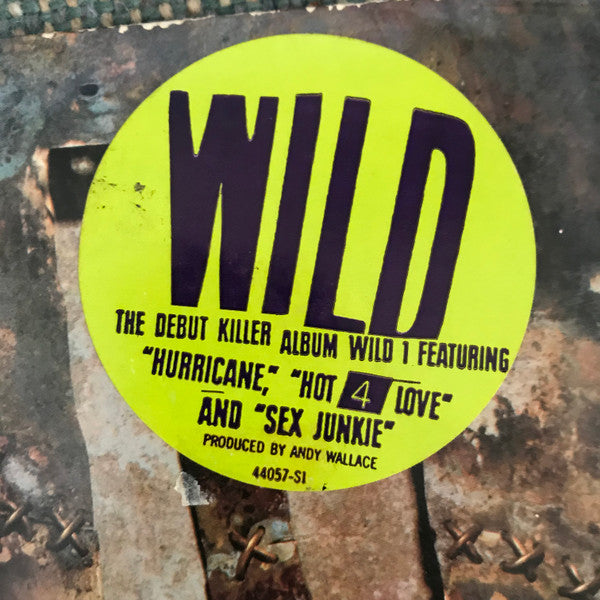 WILD
THE DEBUT KILLER ALBUM WILD 1 FEATURING
"HURRICANE," "HOT 4 LOVE"
AND "SEX JUNKIE"
PRODUCED BY ANDY WALLACE
44057-S1